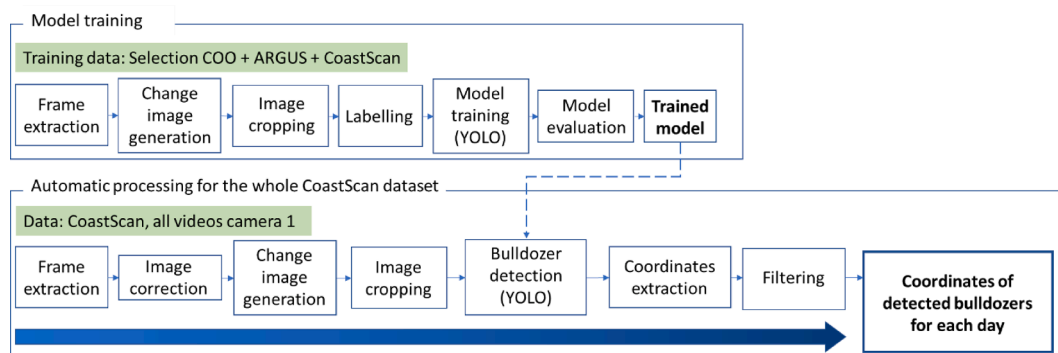 Model training
Training data: Selection COO + ARGUS + CoastScan
Frame
extraction
Change
image
generation
Image
cropping
Labelling
Model
training
(YOLO)
Model
evaluation
Trained
model
Automatic processing for the whole CoastScan dataset
Data: CoastScan, all videos camera 1
Frame
extraction
Image
correction
Change
image
generation
Image
cropping
Bulldozer
detection
(YOLO)
Coordinates
extraction
Filtering
Coordinates of
detected bulldozers
for each day